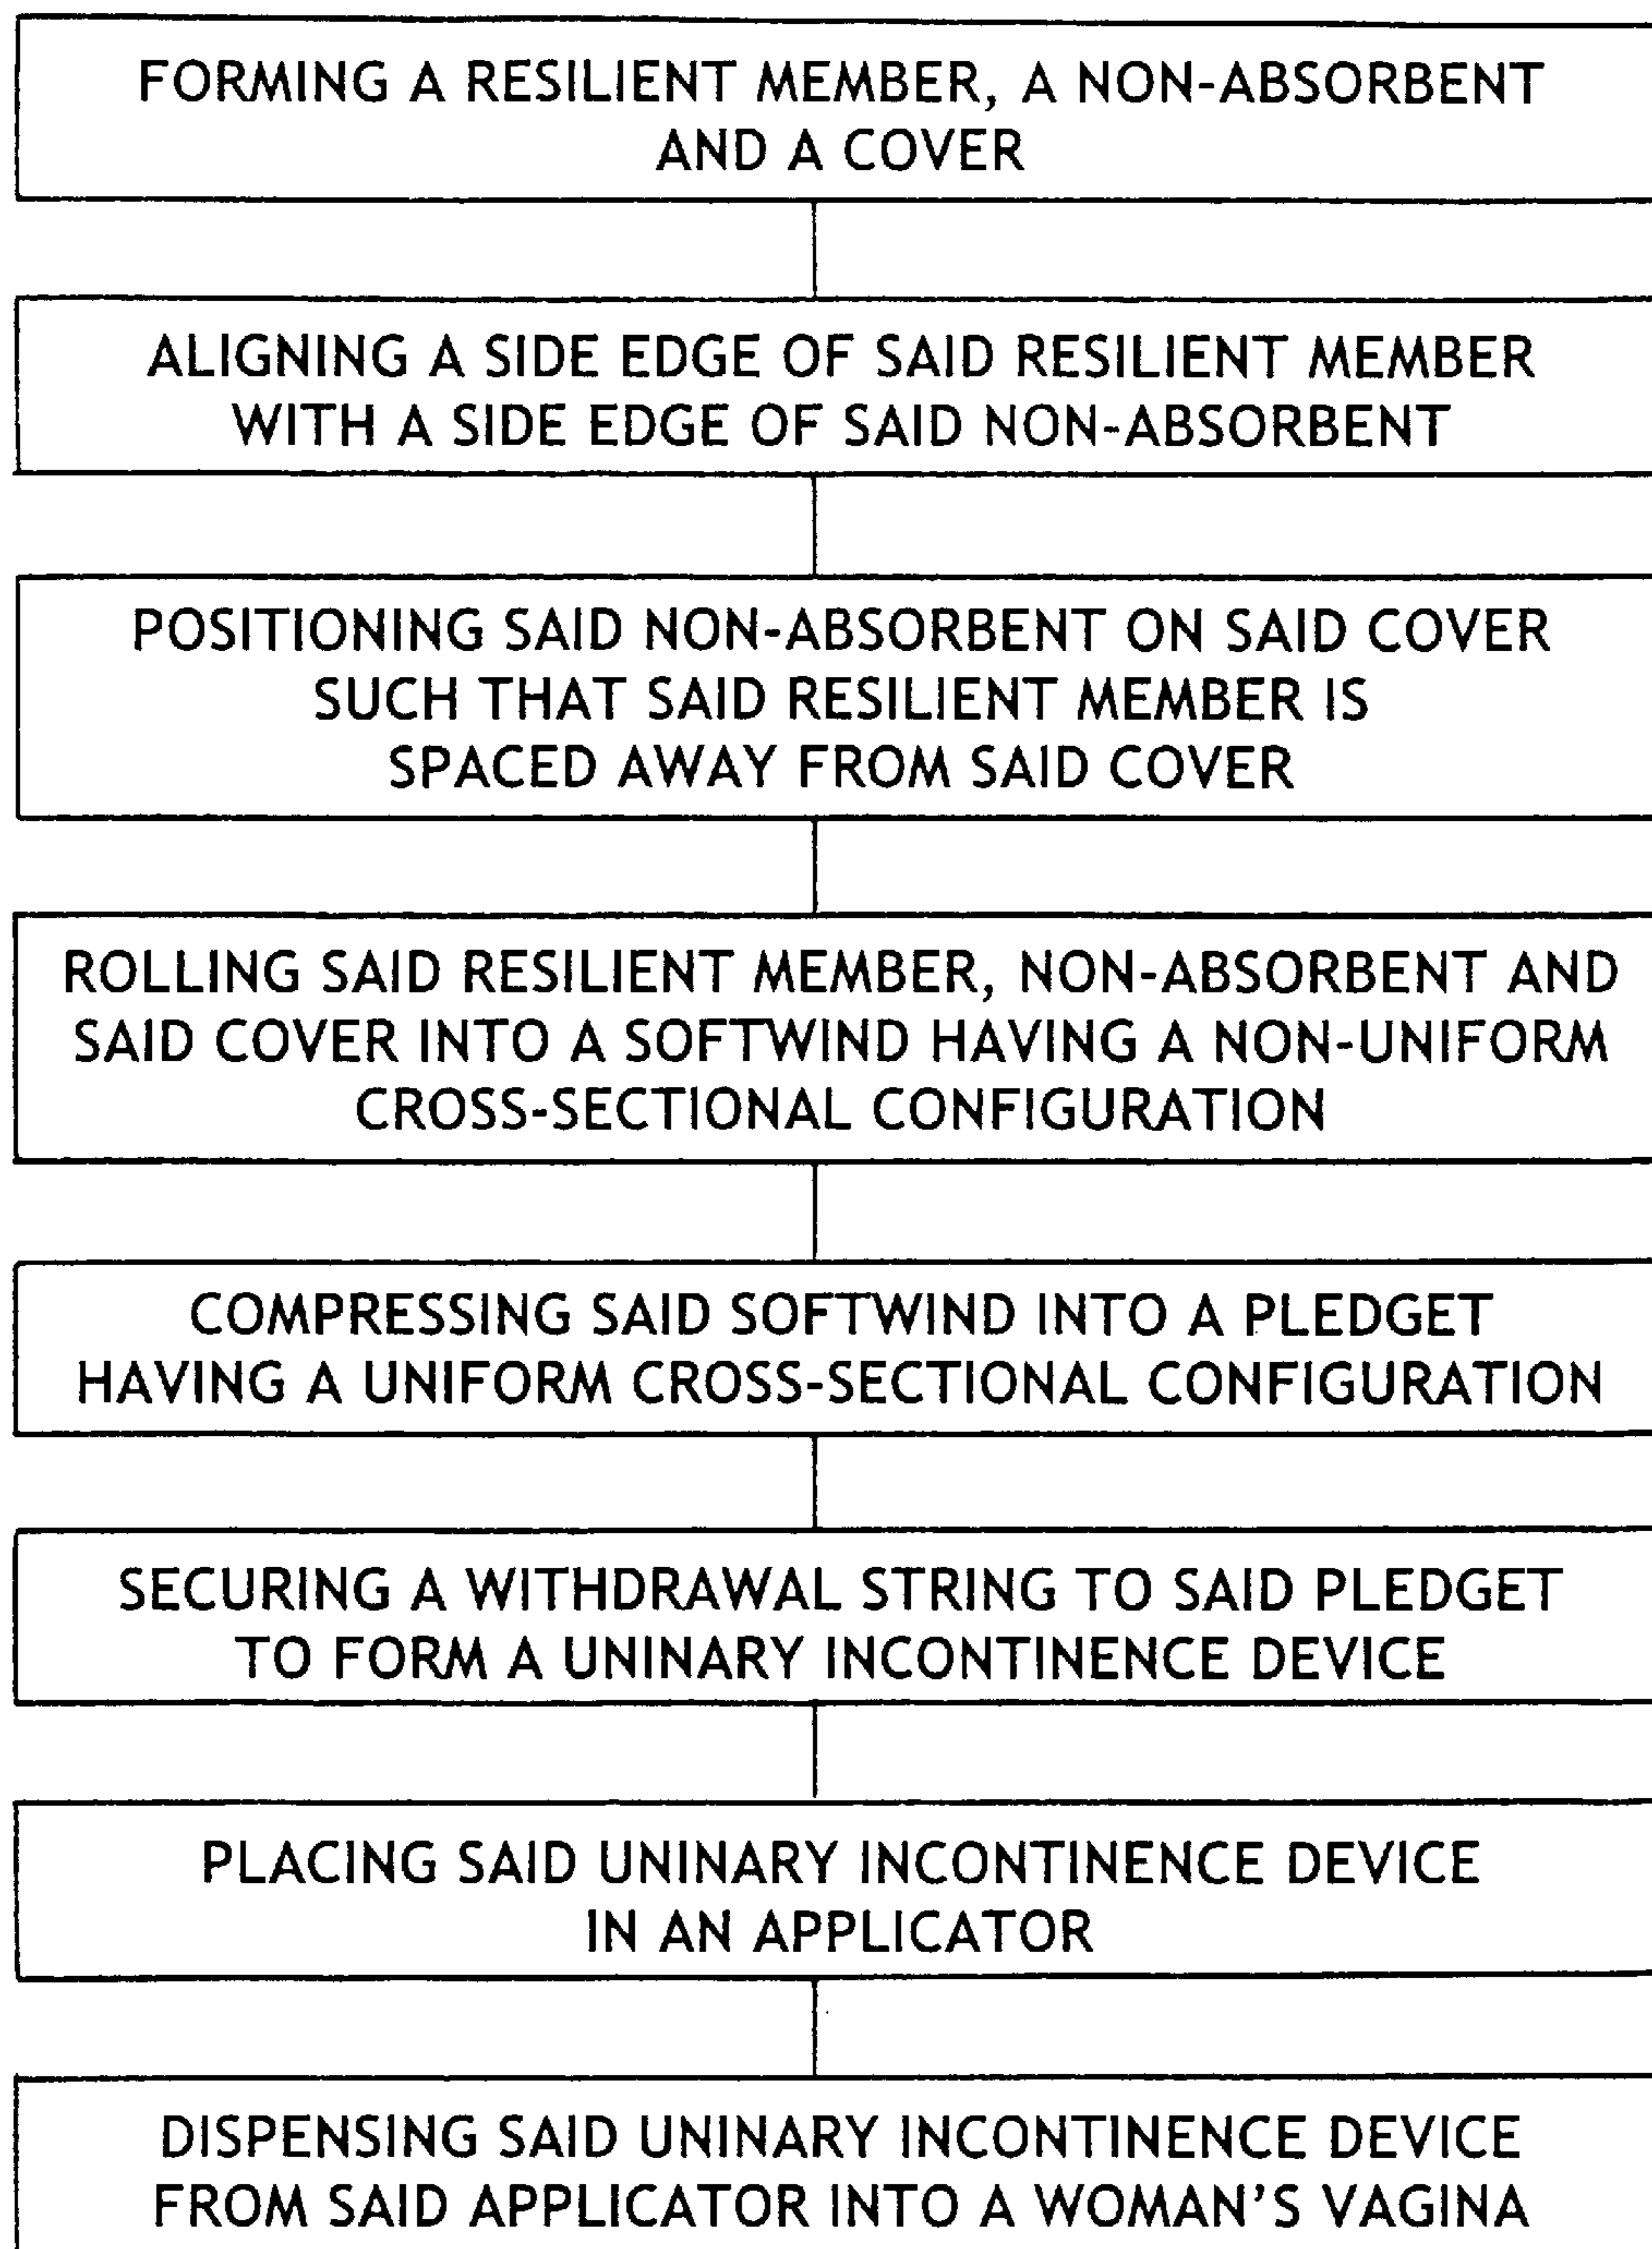 FORMING A RESILIENT MEMBER, A NON-ABSORBENT
AND A COVER
ALIGNING A SIDE EDGE OF SAID RESILIENT MEMBER
WITH A SIDE EDGE OF SAID NON-ABSORBENT
POSITIONING SAID NON-ABSORBENT ON SAID COVER
SUCH THAT SAID RESILIENT MEMBER IS
SPACED AWAY FROM SAID COVER
ROLLING SAID RESILIENT MEMBER, NON-ABSORBENT AND
SAID COVER INTO A SOFTWIND HAVING A NON-UNIFORM
CROSS-SECTIONAL CONFIGURATION
COMPRESSING SAID SOFTWIND INTO A PLEDGET
HAVING A UNIFORM CROSS-SECTIONAL CONFIGURATION
SECURING A WITHDRAWAL STRING TO SAID PLEDGET
TO FORM A UNINARY INCONTINENCE DEVICE
PLACING SAID UNINARY INCONTINENCE DEVICE
IN AN APPLICATOR
DISPENSING SAID UNINARY INCONTINENCE DEVICE
FROM SAID APPLICATOR INTO A WOMAN'S VAGINA